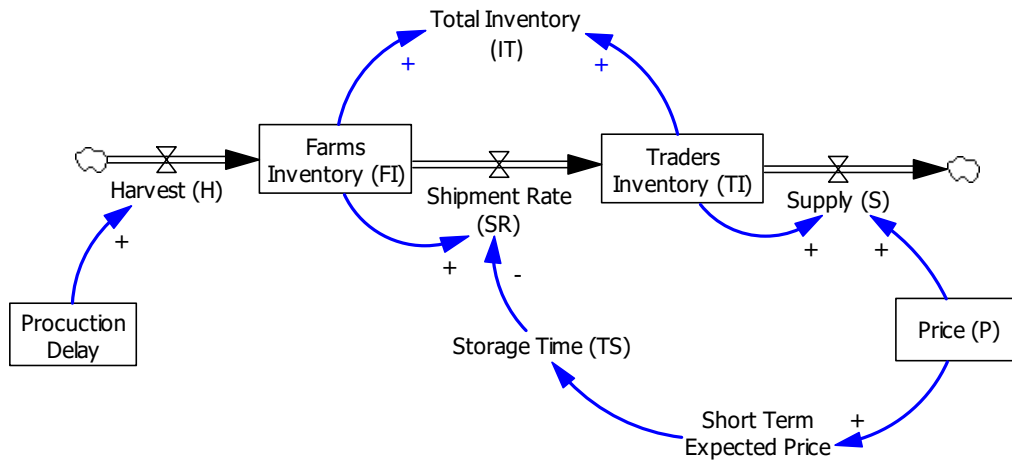 Total Inventory
(IT)
+
+
Farms
Inventory (FI)
Traders
Inventory (TI)
Harvest (H)
Shipment Rate
(SR)
Supply (S)
+
+
-
+
+
Procuction
Delay
Storage Time (TS)
Price (P)
Short Term
Expected Price
+